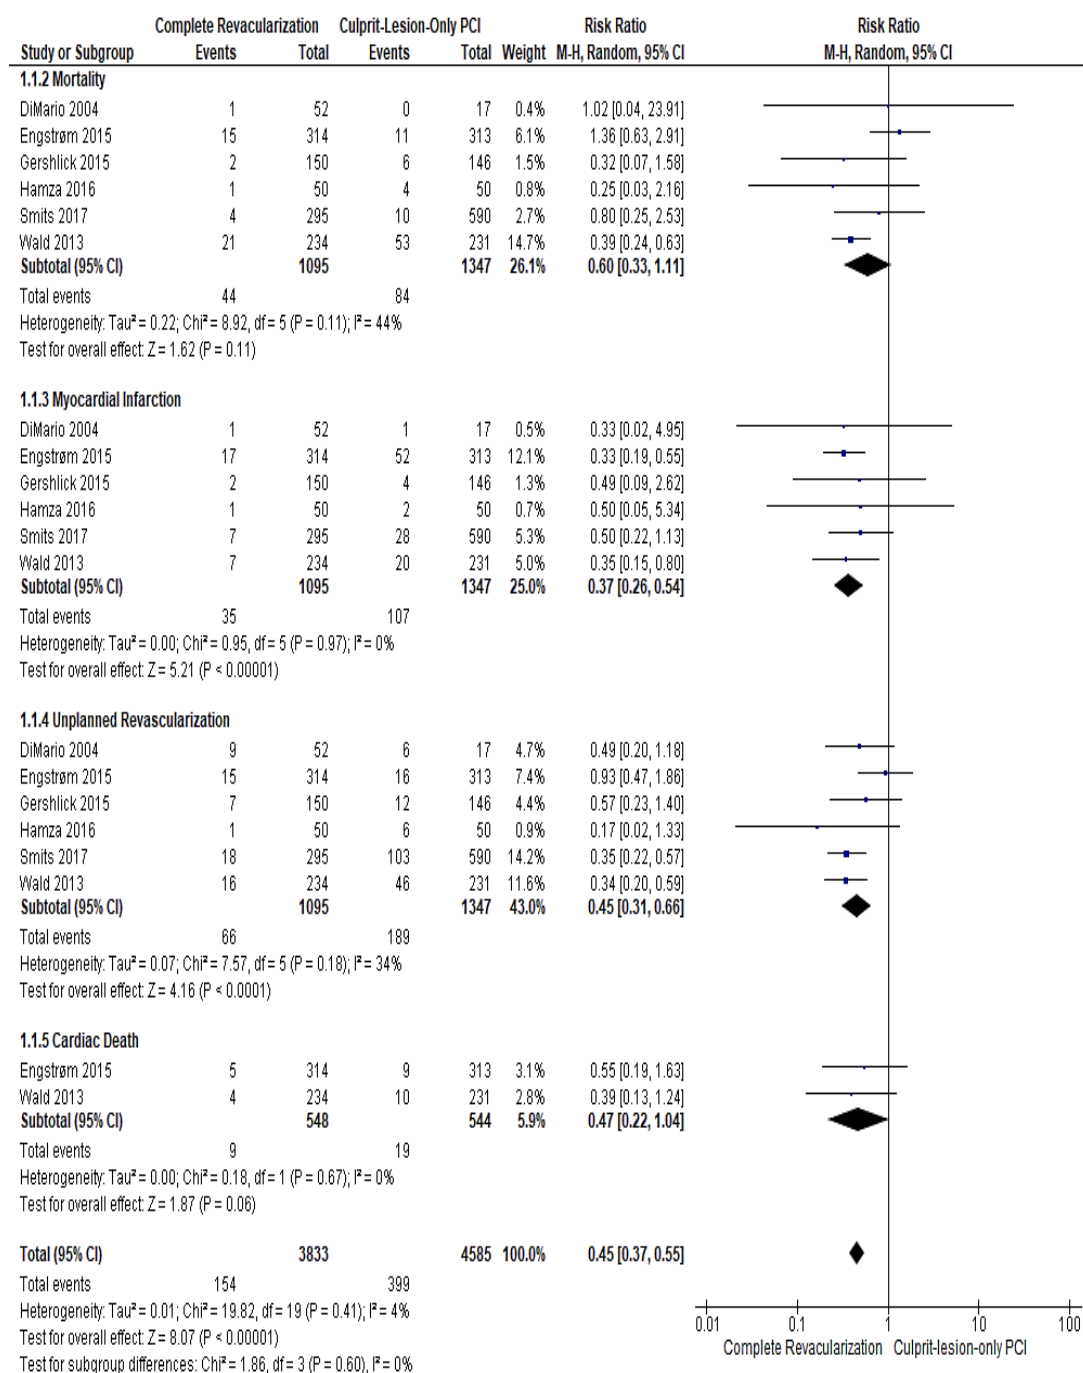 Complete Revacularization Culprit-Lesion-Only PCI Risk Ratio Risk Ratio
Study or Subgroup Events Total Events Total Weight M-H, Random, 95% CI M-H, Random, 95% CI
1.1.2 Mortality
DiMario 2004 1 52 0 17 0.4% 1.02 [0.04, 23.91]
Engstrøm 2015 15 314 11 313 6.1% 1.36 [0.63, 2.91]
Gershlick 2015 2 150 6 146 1.5% 0.32 [0.07, 1.58]
Hamza 2016 1 50 4 50 0.8% 0.25 [0.03, 2.16]
Smits 2017 4 295 10 590 2.7% 0.80 [0.25, 2.53]
Wald 2013 21 234 53 231 14.7% 0.39 [0.24, 0.63]
Subtotal (95% CI) 1095 1347 26.1% 0.60 [0.33, 1.11]
Total events 44 84
Heterogeneity: Tau² = 0.22; Chi² = 8.92, df = 5 (P = 0.11); I² = 44%
Test for overall effect: Z = 1.62 (P = 0.11)
1.1.3 Myocardial Infarction
DiMario 2004 1 52 1 17 0.5% 0.33 [0.02, 4.95]
Engstrøm 2015 17 314 52 313 12.1% 0.33 [0.19, 0.55]
Gershlick 2015 2 150 4 146 1.3% 0.49 [0.09, 2.62]
Hamza 2016 1 50 2 50 0.7% 0.50 [0.05, 5.34]
Smits 2017 7 295 28 590 5.3% 0.50 [0.22, 1.13]
Wald 2013 7 234 20 231 5.0% 0.35 [0.15, 0.80]
Subtotal (95% CI) 1095 1347 25.0% 0.37 [0.26, 0.54]
Total events 35 107
Heterogeneity: Tau² = 0.00; Chi² = 0.95, df = 5 (P = 0.97); I² = 0%
Test for overall effect: Z = 5.21 (P < 0.00001)
1.1.4 Unplanned Revascularization
DiMario 2004 9 52 6 17 4.7% 0.49 [0.20, 1.18]
Engstrøm 2015 15 314 16 313 7.4% 0.93 [0.47, 1.86]
Gershlick 2015 7 150 12 146 4.4% 0.57 [0.23, 1.40]
Hamza 2016 1 50 6 50 0.9% 0.17 [0.02, 1.33]
Smits 2017 18 295 103 590 14.2% 0.35 [0.22, 0.57]
Wald 2013 16 234 46 231 11.6% 0.34 [0.20, 0.59]
Subtotal (95% CI) 1095 1347 43.0% 0.45 [0.31, 0.66]
Total events 66 189
Heterogeneity: Tau² = 0.07; Chi² = 7.57, df = 5 (P = 0.18); I² = 34%
Test for overall effect: Z = 4.16 (P < 0.0001)
1.1.5 Cardiac Death
Engstrøm 2015 5 314 9 313 3.1% 0.55 [0.19, 1.63]
Wald 2013 4 234 10 231 2.8% 0.39 [0.13, 1.24]
Subtotal (95% CI) 548 544 5.9% 0.47 [0.22, 1.04]
Total events 9 19
Heterogeneity: Tau² = 0.00; Chi² = 0.18, df = 1 (P = 0.67); I² = 0%
Test for overall effect: Z = 1.87 (P = 0.06)
Total (95% CI) 3833 4585 100.0% 0.45 [0.37, 0.55]
Total events 154 399
Heterogeneity: Tau² = 0.01; Chi² = 19.82, df = 19 (P = 0.41); I² = 4%
Test for overall effect: Z = 8.07 (P < 0.00001)
Test for subgroup differences: Chi² = 1.86, df = 3 (P = 0.60), I² = 0%
0.01 0.1 1 10 100
Complete Revacularization Culprit-lesion-only PCI